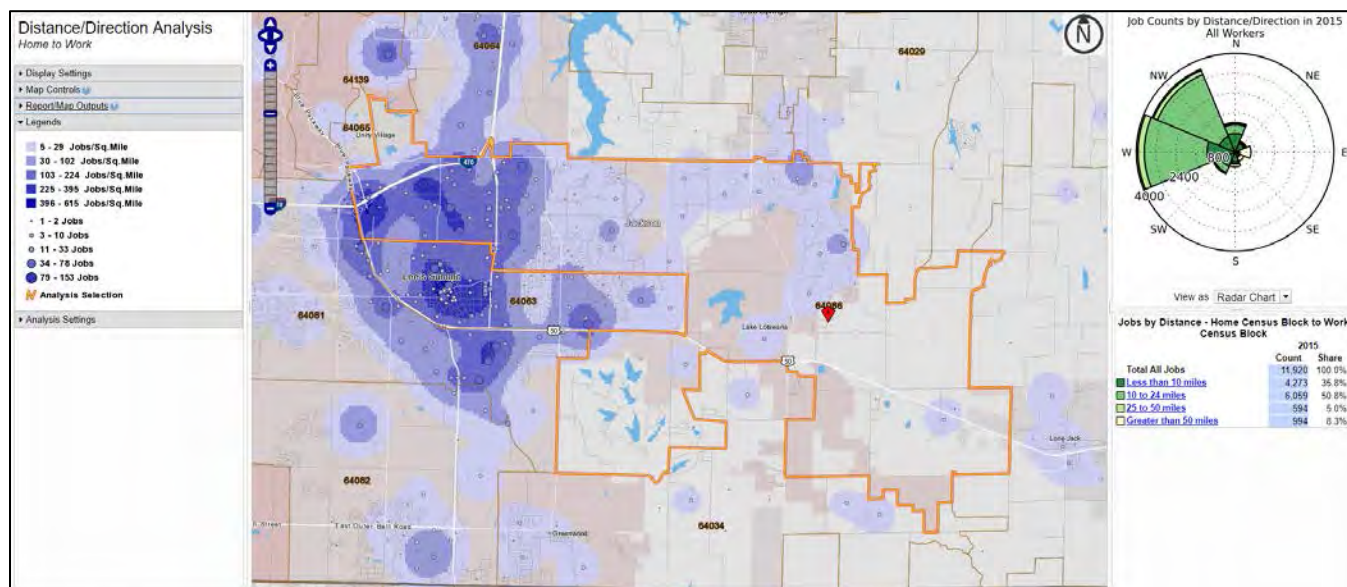 Distance/Direction Analysis
Home to Work
Display Settings
Map Controls
Report/Map Outputs
Legends
5 - 29 Jobs/Sq.Mile
30 - 102 Jobs/Sq.Mile
103 - 224 Jobs/Sq.Mile
225 - 395 Jobs/Sq.Mile
396 - 615 Jobs/Sq.Mile
1 - 2 Jobs
3 - 10 Jobs
11 - 33 Jobs
34 - 78 Jobs
79 - 153 Jobs
Analysis Selection
Analysis Settings
64064
64029
N
64139
64065
Unity Village
470
Jackson
Lees Summit
64063
64081
64086
Lake Lotawana
50
50
Lone Jack
64082
64034
East Outer Belt Road
Greenwood
Job Counts by Distance/Direction in 2015
All Workers
N
NW
NE
W
E
800
2400
4000
SW
SE
S
View as Radar Chart
Jobs by Distance - Home Census Block to Work
Census Block
2015
Count Share
Total All Jobs 11,920 100.0%
Less than 10 miles 4,273 35.8%
10 to 24 miles 6,059 50.8%
25 to 50 miles 594 5.0%
Greater than 50 miles 994 8.3%